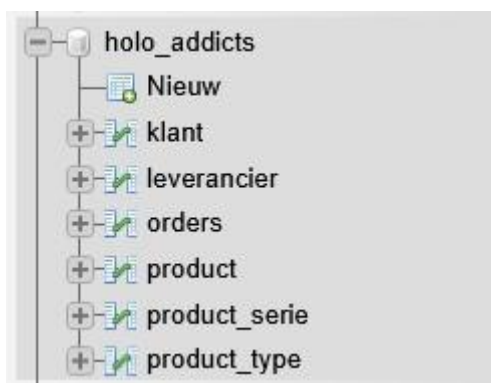 holo_addicts
Nieuw
klant
leverancier
orders
product
product_serie
product_type